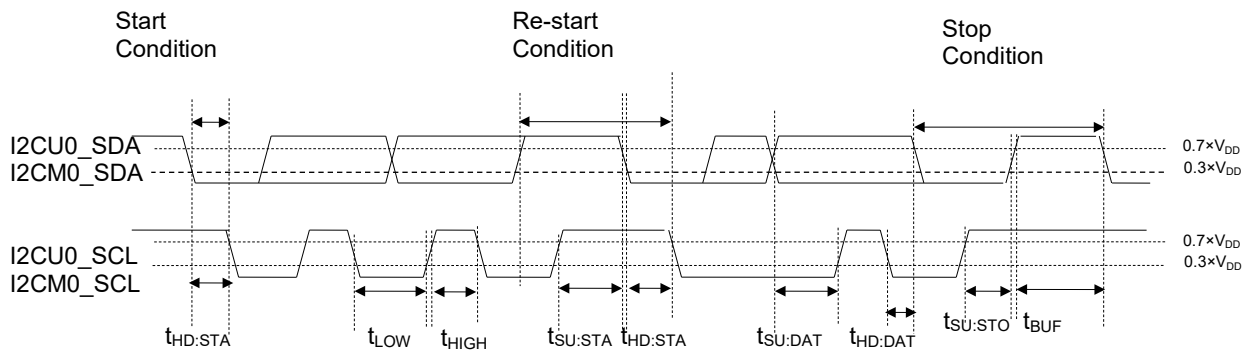 Start
Condition
Re-start
Condition
Stop
Condition
I2CU0_SDA
I2CM0_SDA
0.7×VDD
0.3×VDD
I2CU0_SCL
I2CM0_SCL
0.7×VDD
0.3×VDD
tHD:STA
tLOW
tHIGH
tSU:STA
tHD:STA
tSU:DAT
tHD:DAT
tSU:STO
tBUF